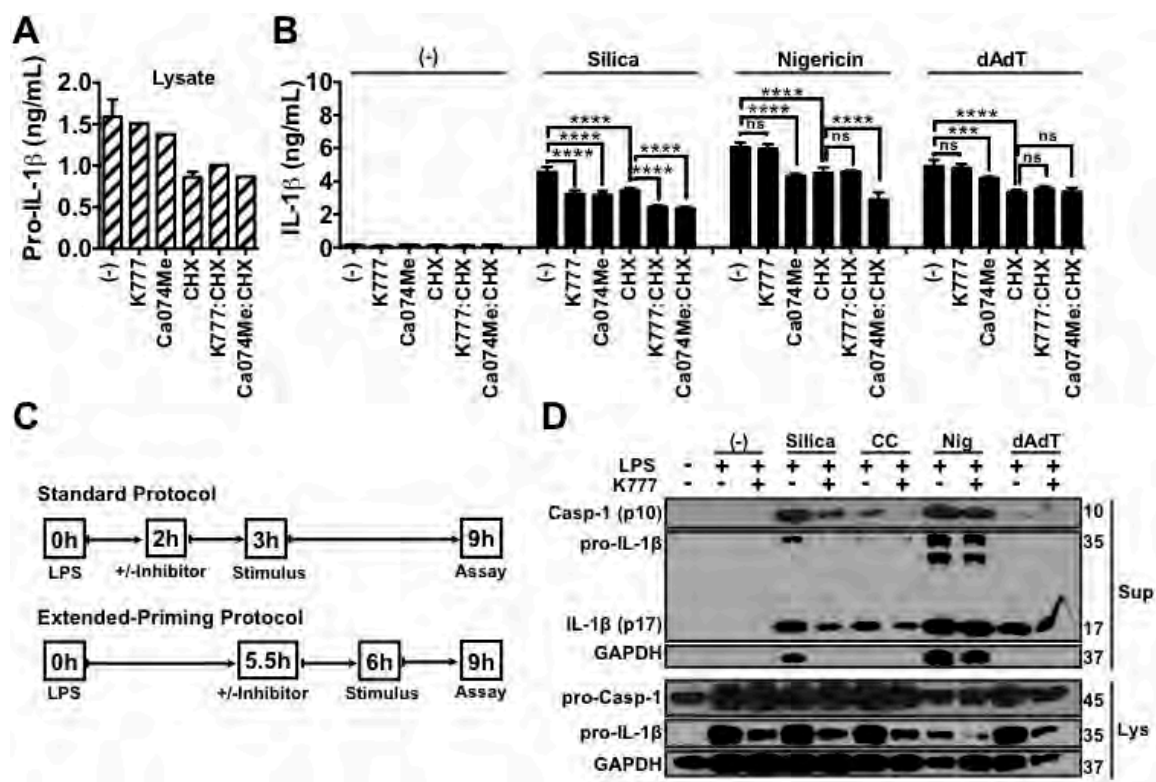 A
Lysate
Pro-IL-1β (ng/mL)
2.0
1.5
1.0
0.5
0.0
(-)
K777
Ca074Me
CHX
K777:CHX
Ca074Me:CHX
B
(-) Silica Nigericin dAdT
IL-1β (ng/mL)
10
8
6
4
2
0
**** **** **** **** ****
**** **** **** ns ns **** ns
**** **** *** ns ns
(-) K777 Ca074Me CHX K777:CHX Ca074Me:CHX
(-) K777 Ca074Me CHX K777:CHX Ca074Me:CHX
(-) K777 Ca074Me CHX K777:CHX Ca074Me:CHX
(-) K777 Ca074Me CHX K777:CHX Ca074Me:CHX
C
Standard Protocol
0h 2h 3h 9h
LPS +/-Inhibitor Stimulus Assay
Extended-Priming Protocol
0h 5.5h 6h 9h
LPS +/-Inhibitor Stimulus Assay
D
(-) Silica CC Nig dAdT
LPS - + + + + + + + + + +
K777 - - + - + - + - + - +
Casp-1 (p10) 10
pro-IL-1β 35
IL-1β (p17) 17
GAPDH 37
Sup
pro-Casp-1 45
pro-IL-1β 35
GAPDH 37
Lys